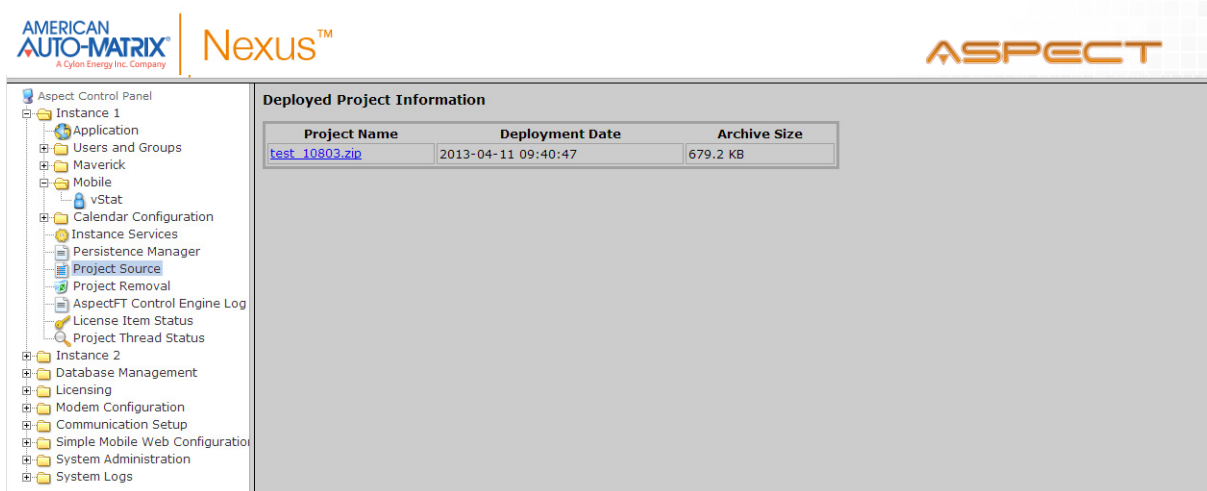 AMERICAN
AUTO-MATRIX®
A Cylon Energy Inc. Company
Nexus™
ASPECT
Aspect Control Panel
Instance 1
Application
Users and Groups
Maverick
Mobile
vStat
Calendar Configuration
Instance Services
Persistence Manager
Project Source
Project Removal
AspectFT Control Engine Log
License Item Status
Project Thread Status
Instance 2
Database Management
Licensing
Modem Configuration
Communication Setup
Simple Mobile Web Configuration
System Administration
System Logs
Deployed Project Information
Project Name Deployment Date Archive Size
test_10803.zip 2013-04-11 09:40:47 679.2 KB